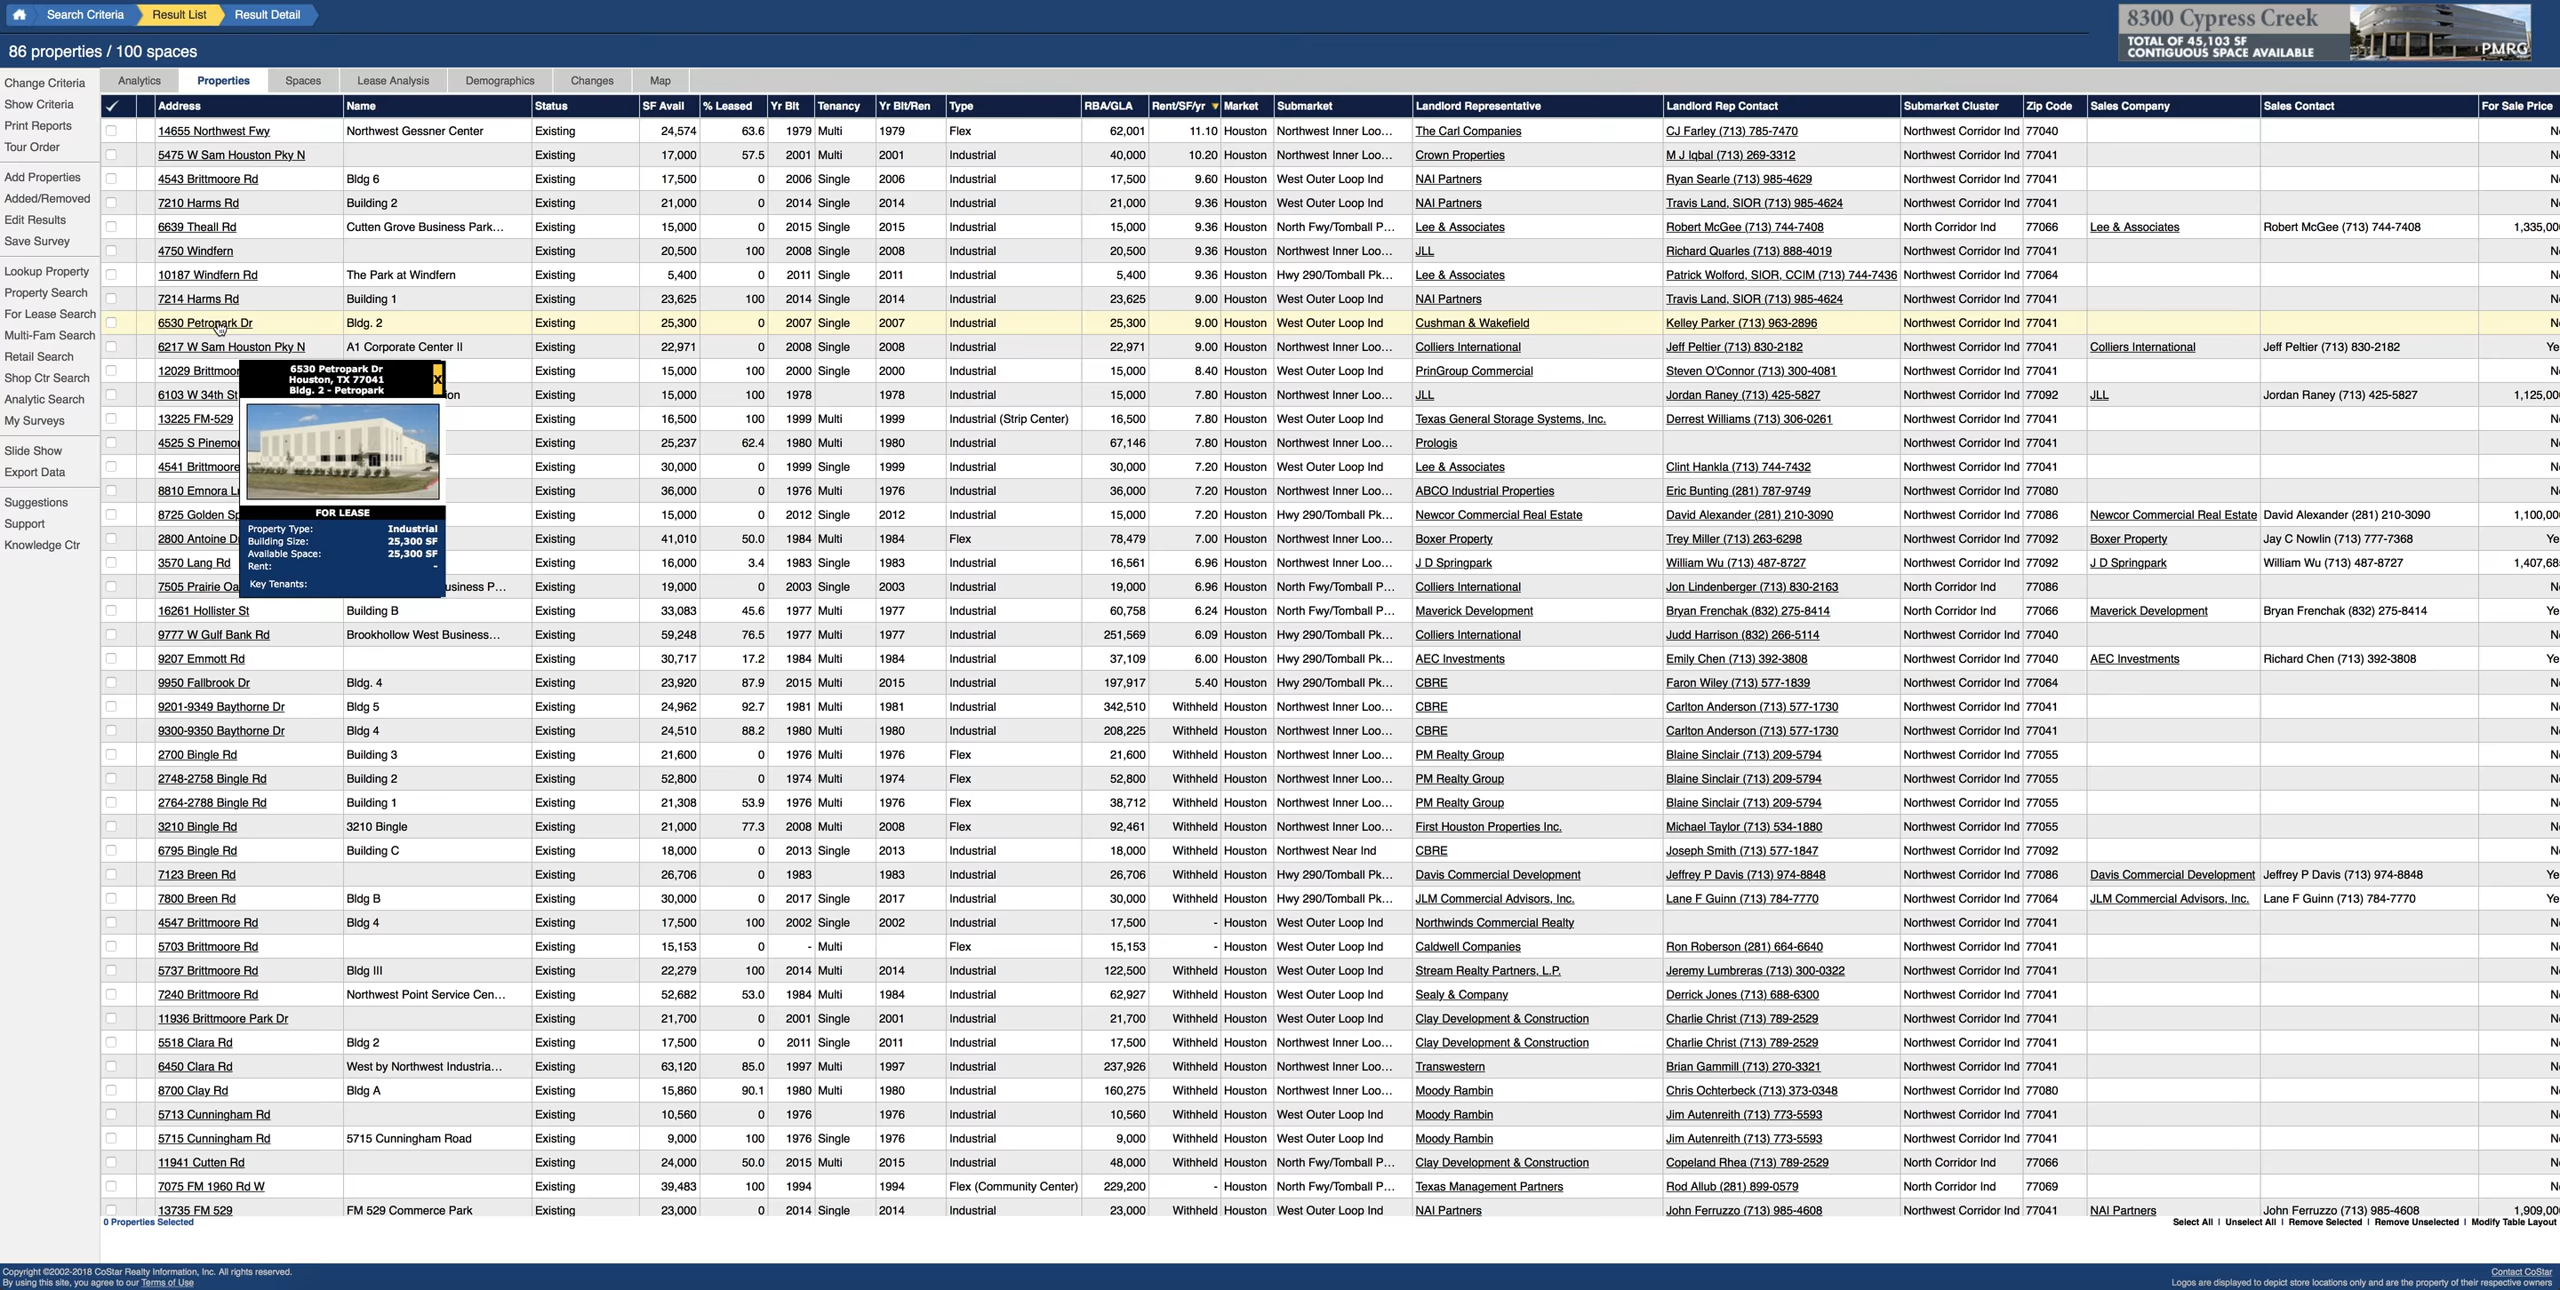 Search Criteria Result List Result Detail
8300 Cypress Creek
TOTAL OF 45,103 SF
CONTIGUOUS SPACE AVAILABLE
PMRG
86 properties / 100 spaces
Analytics Properties Spaces Lease Analysis Demographics Changes Map
Change Criteria
Show Criteria
Print Reports
Tour Order
Add Properties
Added/Removed
Edit Results
Save Survey
Lookup Property
Property Search
For Lease Search
Multi-Fam Search
Retail Search
Shop Ctr Search
Analytic Search
My Surveys
Slide Show
Export Data
Suggestions
Support
Knowledge Ctr
Address Name Status SF Avail % Leased Yr Blt Tenancy Yr Blt/Ren Type RBA/GLA Rent/SF/yr Market Submarket Landlord Representative Landlord Rep Contact Submarket Cluster Zip Code Sales Company Sales Contact For Sale Price
14655 Northwest Fwy Northwest Gessner Center Existing 24,574 63.6 1979 Multi 1979 Flex 62,001 11.10 Houston Northwest Inner Loo... The Carl Companies CJ Farley (713) 785-7470 Northwest Corridor Ind 77040
5475 W Sam Houston Pky N Existing 17,000 57.5 2001 Multi 2001 Industrial 40,000 10.20 Houston Northwest Inner Loo... Crown Properties M J Iqbal (713) 269-3312 Northwest Corridor Ind 77041
4543 Brittmoore Rd Bldg 6 Existing 17,500 0 2006 Single 2006 Industrial 17,500 9.60 Houston West Outer Loop Ind NAI Partners Ryan Searle (713) 985-4629 Northwest Corridor Ind 77041
7210 Harms Rd Building 2 Existing 21,000 0 2014 Single 2014 Industrial 21,000 9.36 Houston West Outer Loop Ind NAI Partners Travis Land, SIOR (713) 985-4624 Northwest Corridor Ind 77041
6639 Theall Rd Cutten Grove Business Park... Existing 15,000 0 2015 Single 2015 Industrial 15,000 9.36 Houston North Fwy/Tomball P... Lee & Associates Robert McGee (713) 744-7408 North Corridor Ind 77066 Lee & Associates Robert McGee (713) 744-7408 1,335,00
4750 Windfern Existing 20,500 100 2008 Single 2008 Industrial 20,500 9.36 Houston Northwest Inner Loo... JLL Richard Quarles (713) 888-4019 Northwest Corridor Ind 77041
10187 Windfern Rd The Park at Windfern Existing 5,400 0 2011 Single 2011 Industrial 5,400 9.36 Houston Hwy 290/Tomball Pk... Lee & Associates Patrick Wolford, SIOR, CCIM (713) 744-7436 Northwest Corridor Ind 77064
7214 Harms Rd Building 1 Existing 23,625 100 2014 Single 2014 Industrial 23,625 9.00 Houston West Outer Loop Ind NAI Partners Travis Land, SIOR (713) 985-4624 Northwest Corridor Ind 77041
6530 Petropark Dr Bldg. 2 Existing 25,300 0 2007 Single 2007 Industrial 25,300 9.00 Houston West Outer Loop Ind Cushman & Wakefield Kelley Parker (713) 963-2896 Northwest Corridor Ind 77041
6217 W Sam Houston Pky N A1 Corporate Center II Existing 22,971 0 2008 Single 2008 Industrial 22,971 9.00 Houston Northwest Inner Loo... Colliers International Jeff Peltier (713) 830-2182 Northwest Corridor Ind 77041 Colliers International Jeff Peltier (713) 830-2182 Ye
12029 Brittmoor Existing 15,000 100 2000 Single 2000 Industrial 15,000 8.40 Houston West Outer Loop Ind PrinGroup Commercial Steven O'Connor (713) 300-4081 Northwest Corridor Ind 77041
6103 W 34th St ion Existing 15,000 100 1978 1978 Industrial 15,000 7.80 Houston Northwest Inner Loo... JLL Jordan Raney (713) 425-5827 Northwest Corridor Ind 77092 JLL Jordan Raney (713) 425-5827 1,125,00
13225 FM-529 Existing 16,500 100 1999 Multi 1999 Industrial (Strip Center) 16,500 7.80 Houston West Outer Loop Ind Texas General Storage Systems, Inc. Derrest Williams (713) 306-0261 Northwest Corridor Ind 77041
4525 S Pinemo Existing 25,237 62.4 1980 Multi 1980 Industrial 67,146 7.80 Houston Northwest Inner Loo... Prologis Northwest Corridor Ind 77041
4541 Brittmoore Existing 30,000 0 1999 Single 1999 Industrial 30,000 7.20 Houston West Outer Loop Ind Lee & Associates Clint Hankla (713) 744-7432 Northwest Corridor Ind 77041
8810 Emnora L Existing 36,000 0 1976 Multi 1976 Industrial 36,000 7.20 Houston Northwest Inner Loo... ABCO Industrial Properties Eric Bunting (281) 787-9749 Northwest Corridor Ind 77080
8725 Golden Sp Existing 15,000 0 2012 Single 2012 Industrial 15,000 7.20 Houston Hwy 290/Tomball Pk... Newcor Commercial Real Estate David Alexander (281) 210-3090 Northwest Corridor Ind 77086 Newcor Commercial Real Estate David Alexander (281) 210-3090 1,100,00
2800 Antoine D Existing 41,010 50.0 1984 Multi 1984 Flex 78,479 7.00 Houston Northwest Inner Loo... Boxer Property Trey Miller (713) 263-6298 Northwest Corridor Ind 77092 Boxer Property Jay C Nowlin (713) 777-7368 Ye
3570 Lang Rd Existing 16,000 3.4 1983 Single 1983 Industrial 16,561 6.96 Houston Northwest Inner Loo... J D Springpark William Wu (713) 487-8727 Northwest Corridor Ind 77092 J D Springpark William Wu (713) 487-8727 1,407,68
7505 Prairie Oa usiness P... Existing 19,000 0 2003 Single 2003 Industrial 19,000 6.96 Houston North Fwy/Tomball P... Colliers International Jon Lindenberger (713) 830-2163 North Corridor Ind 77086
16261 Hollister St Building B Existing 33,083 45.6 1977 Multi 1977 Industrial 60,758 6.24 Houston North Fwy/Tomball P... Maverick Development Bryan Frenchak (832) 275-8414 North Corridor Ind 77066 Maverick Development Bryan Frenchak (832) 275-8414 Ye
9777 W Gulf Bank Rd Brookhollow West Business... Existing 59,248 76.5 1977 Multi 1977 Industrial 251,569 6.09 Houston Hwy 290/Tomball Pk... Colliers International Judd Harrison (832) 266-5114 Northwest Corridor Ind 77040
9207 Emmott Rd Existing 30,717 17.2 1984 Multi 1984 Industrial 37,109 6.00 Houston Hwy 290/Tomball Pk... AEC Investments Emily Chen (713) 392-3808 Northwest Corridor Ind 77040 AEC Investments Richard Chen (713) 392-3808 Ye
9950 Fallbrook Dr Bldg. 4 Existing 23,920 87.9 2015 Multi 2015 Industrial 197,917 5.40 Houston Hwy 290/Tomball Pk... CBRE Faron Wiley (713) 577-1839 Northwest Corridor Ind 77064
9201-9349 Baythorne Dr Bldg 5 Existing 24,962 92.7 1981 Multi 1981 Industrial 342,510 Withheld Houston Northwest Inner Loo... CBRE Carlton Anderson (713) 577-1730 Northwest Corridor Ind 77041
9300-9350 Baythorne Dr Bldg 4 Existing 24,510 88.2 1980 Multi 1980 Industrial 208,225 Withheld Houston Northwest Inner Loo... CBRE Carlton Anderson (713) 577-1730 Northwest Corridor Ind 77041
2700 Bingle Rd Building 3 Existing 21,600 0 1976 Multi 1976 Flex 21,600 Withheld Houston Northwest Inner Loo... PM Realty Group Blaine Sinclair (713) 209-5794 Northwest Corridor Ind 77055
2748-2758 Bingle Rd Building 2 Existing 52,800 0 1974 Multi 1974 Flex 52,800 Withheld Houston Northwest Inner Loo... PM Realty Group Blaine Sinclair (713) 209-5794 Northwest Corridor Ind 77055
2764-2788 Bingle Rd Building 1 Existing 21,308 53.9 1976 Multi 1976 Flex 38,712 Withheld Houston Northwest Inner Loo... PM Realty Group Blaine Sinclair (713) 209-5794 Northwest Corridor Ind 77055
3210 Bingle Rd 3210 Bingle Existing 21,000 77.3 2008 Multi 2008 Flex 92,461 Withheld Houston Northwest Inner Loo... First Houston Properties Inc. Michael Taylor (713) 534-1880 Northwest Corridor Ind 77055
6795 Bingle Rd Building C Existing 18,000 0 2013 Single 2013 Industrial 18,000 Withheld Houston Northwest Near Ind CBRE Joseph Smith (713) 577-1847 Northwest Corridor Ind 77092
7123 Breen Rd Existing 26,706 0 1983 1983 Industrial 26,706 Withheld Houston Hwy 290/Tomball Pk... Davis Commercial Development Jeffrey P Davis (713) 974-8848 Northwest Corridor Ind 77086 Davis Commercial Development Jeffrey P Davis (713) 974-8848 Ye
7800 Breen Rd Bldg B Existing 30,000 0 2017 Single 2017 Industrial 30,000 Withheld Houston Hwy 290/Tomball Pk... JLM Commercial Advisors, Inc. Lane F Guinn (713) 784-7770 Northwest Corridor Ind 77064 JLM Commercial Advisors, Inc. Lane F Guinn (713) 784-7770 Ye
4547 Brittmoore Rd Bldg 4 Existing 17,500 100 2002 Single 2002 Industrial 17,500 - Houston West Outer Loop Ind Northwinds Commercial Realty Northwest Corridor Ind 77041
5703 Brittmoore Rd Existing 15,153 0 - Multi Flex 15,153 - Houston West Outer Loop Ind Caldwell Companies Ron Roberson (281) 664-6640 Northwest Corridor Ind 77041
5737 Brittmoore Rd Bldg III Existing 22,279 100 2014 Multi 2014 Industrial 122,500 Withheld Houston West Outer Loop Ind Stream Realty Partners, L.P. Jeremy Lumbreras (713) 300-0322 Northwest Corridor Ind 77041
7240 Brittmoore Rd Northwest Point Service Cen... Existing 52,682 53.0 1984 Multi 1984 Industrial 62,927 Withheld Houston West Outer Loop Ind Sealy & Company Derrick Jones (713) 688-6300 Northwest Corridor Ind 77041
11936 Brittmoore Park Dr Existing 21,700 0 2001 Single 2001 Industrial 21,700 Withheld Houston West Outer Loop Ind Clay Development & Construction Charlie Christ (713) 789-2529 Northwest Corridor Ind 77041
5518 Clara Rd Bldg 2 Existing 17,500 0 2011 Single 2011 Industrial 17,500 Withheld Houston Northwest Inner Loo... Clay Development & Construction Charlie Christ (713) 789-2529 Northwest Corridor Ind 77041
6450 Clara Rd West by Northwest Industria... Existing 63,120 85.0 1997 Multi 1997 Industrial 237,926 Withheld Houston Northwest Inner Loo... Transwestern Brian Gammill (713) 270-3321 Northwest Corridor Ind 77041
8700 Clay Rd Bldg A Existing 15,860 90.1 1980 Multi 1980 Industrial 160,275 Withheld Houston Northwest Inner Loo... Moody Rambin Chris Ochterbeck (713) 373-0348 Northwest Corridor Ind 77080
5713 Cunningham Rd Existing 10,560 0 1976 1976 Industrial 10,560 Withheld Houston West Outer Loop Ind Moody Rambin Jim Autenreith (713) 773-5593 Northwest Corridor Ind 77041
5715 Cunningham Rd 5715 Cunningham Road Existing 9,000 100 1976 Single 1976 Industrial 9,000 Withheld Houston West Outer Loop Ind Moody Rambin Jim Autenreith (713) 773-5593 Northwest Corridor Ind 77041
11941 Cutten Rd Existing 24,000 50.0 2015 Multi 2015 Industrial 48,000 Withheld Houston North Fwy/Tomball P... Clay Development & Construction Copeland Rhea (713) 789-2529 North Corridor Ind 77066
7075 FM 1960 Rd W Existing 39,483 100 1994 1994 Flex (Community Center) 229,200 - Houston North Fwy/Tomball P... Texas Management Partners Rod Allub (281) 899-0579 North Corridor Ind 77069
13735 FM 529 FM 529 Commerce Park Existing 23,000 0 2014 Single 2014 Industrial 23,000 Withheld Houston West Outer Loop Ind NAI Partners John Ferruzzo (713) 985-4608 Northwest Corridor Ind 77041 NAI Partners John Ferruzzo (713) 985-4608 1,909,00
6530 Petropark Dr
Houston, TX 77041
Bldg. 2 - Petropark
X
FOR LEASE
Property Type: Industrial
Building Size: 25,300 SF
Available Space: 25,300 SF
Rent: -
Key Tenants:
0 Properties Selected
Select All | Unselect All | Remove Selected | Remove Unselected | Modify Table Layout
Copyright ©2002-2018 CoStar Realty Information, Inc. All rights reserved.
By using this site, you agree to our Terms of Use
Contact CoStar
Logos are displayed to depict store locations only and are the property of their respective owners